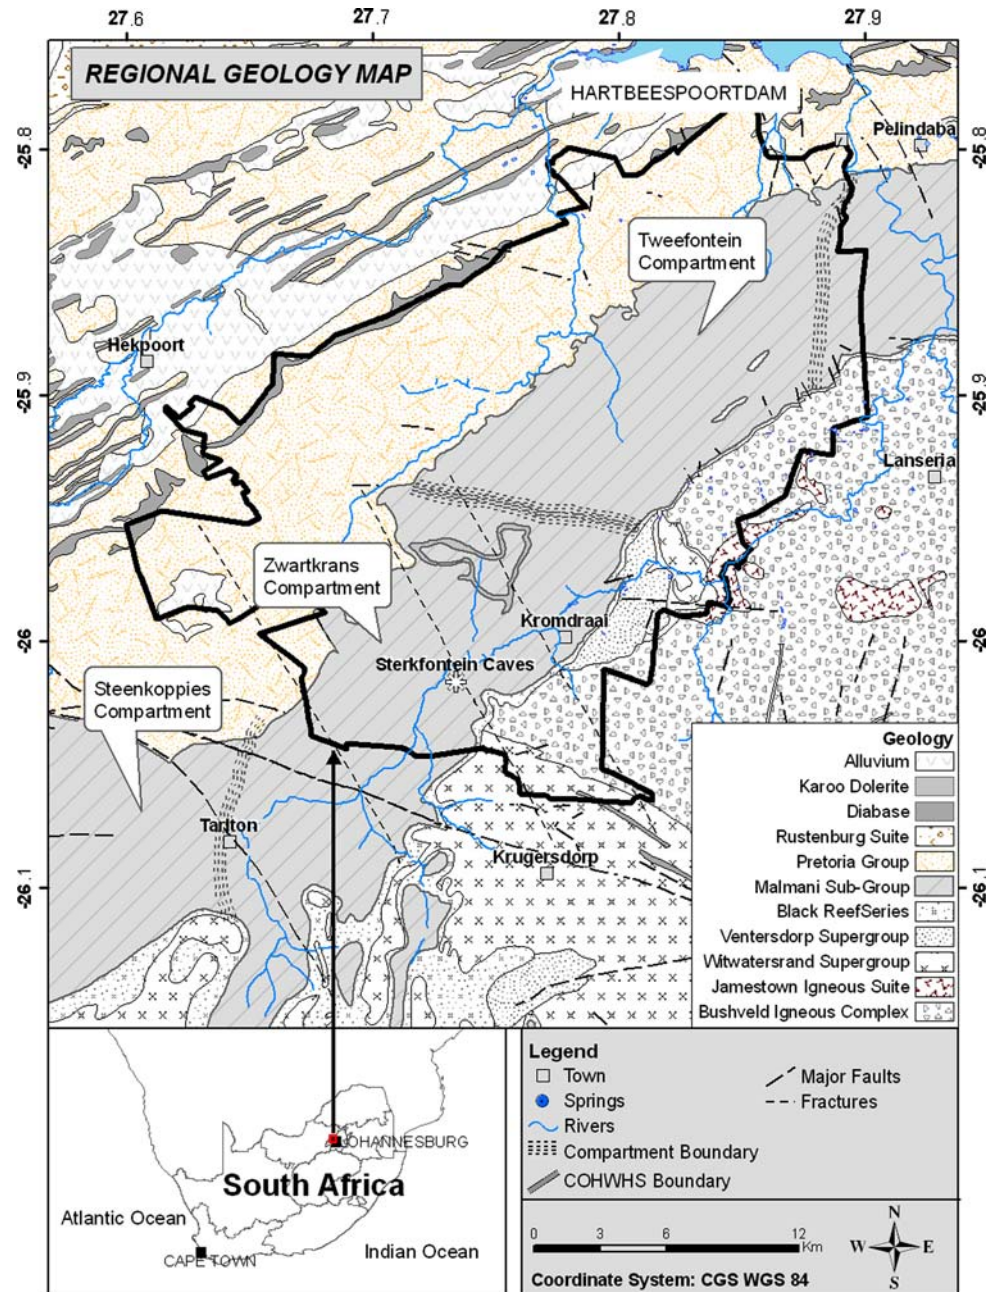 27.6 27.7 27.8 27.9
REGIONAL GEOLOGY MAP
HARTBEESPOORTDAM
-25.8
Pelindaba
-25.8
Tweefontein
Compartment
Hekpoort
-25.9
-25.9
Lanseria
Zwartkrans
Compartment
Kromdraai
-26
-26
Sterkfontein Caves
Steenkoppies
Compartment
Tarlton
Krugersdorp
-26.1
-26.1
Geology
Alluvium
Karoo Dolerite
Diabase
Rustenburg Suite
Pretoria Group
Malmani Sub-Group
Black ReefSeries
Ventersdorp Supergroup
Witwatersrand Supergroup
Jamestown Igneous Suite
Bushveld Igneous Complex
JOHANNESBURG
South Africa
Atlantic Ocean
Indian Ocean
CAPE TOWN
Legend
Town
Springs
Rivers
Compartment Boundary
COHWHS Boundary
Major Faults
Fractures
0 3 6 12
Km
N
W E
S
Coordinate System: CGS WGS 84